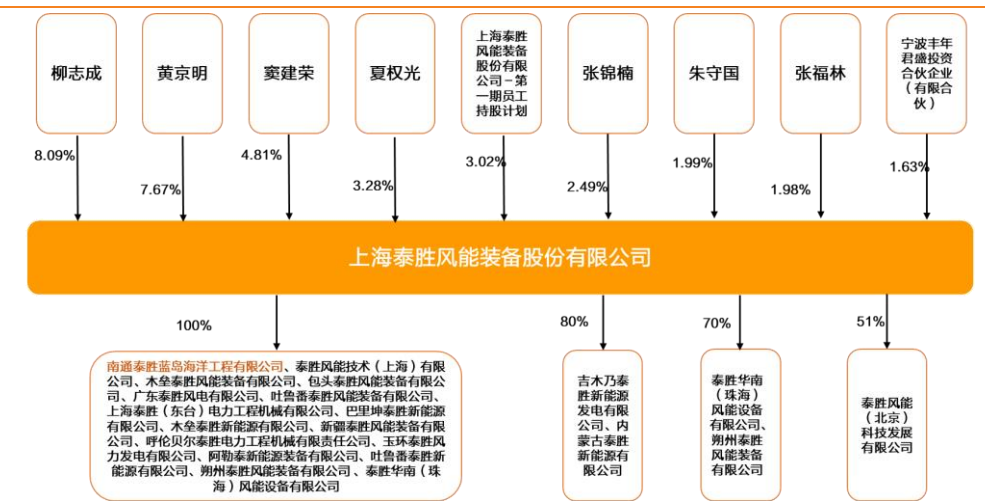 柳志成
黄京明
窦建荣
夏权光
上海泰胜
风能装备
股份有限
公司－第
一期员工
持股计划
张锦楠
朱守国
张福林
宁波丰年
君盛投资
合伙企业
（有限合
伙）
8.09%
7.67%
4.81%
3.28%
3.02%
2.49%
1.99%
1.98%
1.63%
上海泰胜风能装备股份有限公司
100%
80%
70%
51%
南通泰胜蓝岛海洋工程有限公司、泰胜风能技术（上海）有限
公司、木垒泰胜风能装备有限公司、包头泰胜风能装备有限公
司、广东泰胜风电有限公司、吐鲁番泰胜风能装备有限公司、
上海泰胜（东台）电力工程机械有限公司、巴里坤泰胜新能源
有限公司、木垒泰胜新能源有限公司、新疆泰胜风能装备有限
公司、呼伦贝尔泰胜电力工程机械有限责任公司、玉环泰胜风
力发电有限公司、阿勒泰新能源装备有限公司、吐鲁番泰胜新
能源有限公司、朔州泰胜风能装备有限公司、泰胜华南（珠
海）风能设备有限公司
吉木乃泰
胜新能源
发电有限
公司、内
蒙古泰胜
新能源有
限公司
泰胜华南
（珠海）
风能设备
有限公司、
朔州泰胜
风能装备
有限公司
泰胜风能
（北京）
科技发展
有限公司